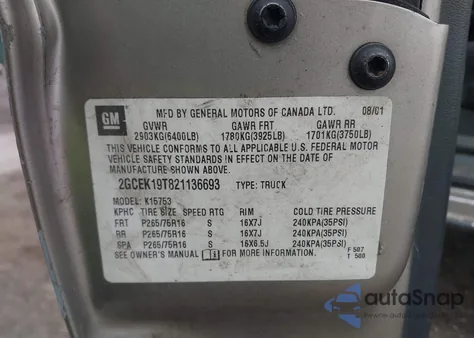 GM
MFD BY GENERAL MOTORS OF CANADA LTD. 08/01
GVWR GAWR FRT GAWR RR
2903KG(6400LB) 1780KG(3925LB) 1701KG(3750LB)
THIS VEHICLE CONFORMS TO ALL APPLICABLE U.S. FEDERAL MOTOR
VEHICLE SAFETY STANDARDS IN EFFECT ON THE DATE OF
MANUFACTURE SHOWN ABOVE.
2GCEK19T821136693 TYPE: TRUCK
MODEL: K15753
KPHC TIRE SIZE SPEED RTG RIM COLD TIRE PRESSURE
FRT P265/75R16 S 16X7J 240KPA(35PSI)
RR P265/75R16 S 16X7J 240KPA(35PSI)
SPA P265/75R16 S 16X6.5J 240KPA(35PSI)
SEE OWNER'S MANUAL FOR MORE INFORMATION.
F 507
T 508
autoSnap